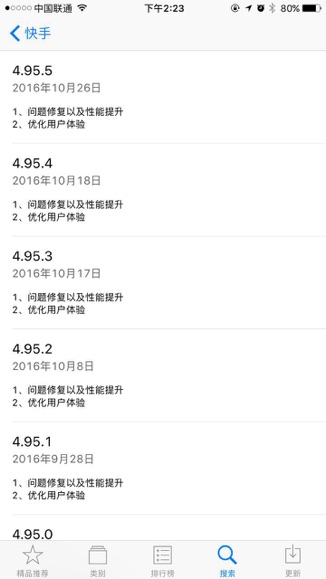 中国联通 下午2:23 80%
快手
4.95.5
2016年10月26日
1、问题修复以及性能提升
2、优化用户体验
4.95.4
2016年10月18日
1、问题修复以及性能提升
2、优化用户体验
4.95.3
2016年10月17日
1、问题修复以及性能提升
2、优化用户体验
4.95.2
2016年10月8日
1、问题修复以及性能提升
2、优化用户体验
4.95.1
2016年9月28日
1、问题修复以及性能提升
2、优化用户体验
4.95.0
精品推荐 类别 排行榜 搜索 更新